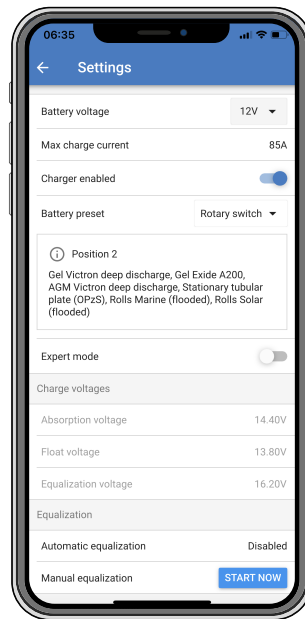 06:35
Settings
Battery voltage 12V
Max charge current 85A
Charger enabled
Battery preset Rotary switch
Position 2
Gel Victron deep discharge, Gel Exide A200,
AGM Victron deep discharge, Stationary tubular
plate (OPzS), Rolls Marine (flooded), Rolls Solar
(flooded)
Expert mode
Charge voltages
Absorption voltage 14.40V
Float voltage 13.80V
Equalization voltage 16.20V
Equalization
Automatic equalization Disabled
Manual equalization START NOW